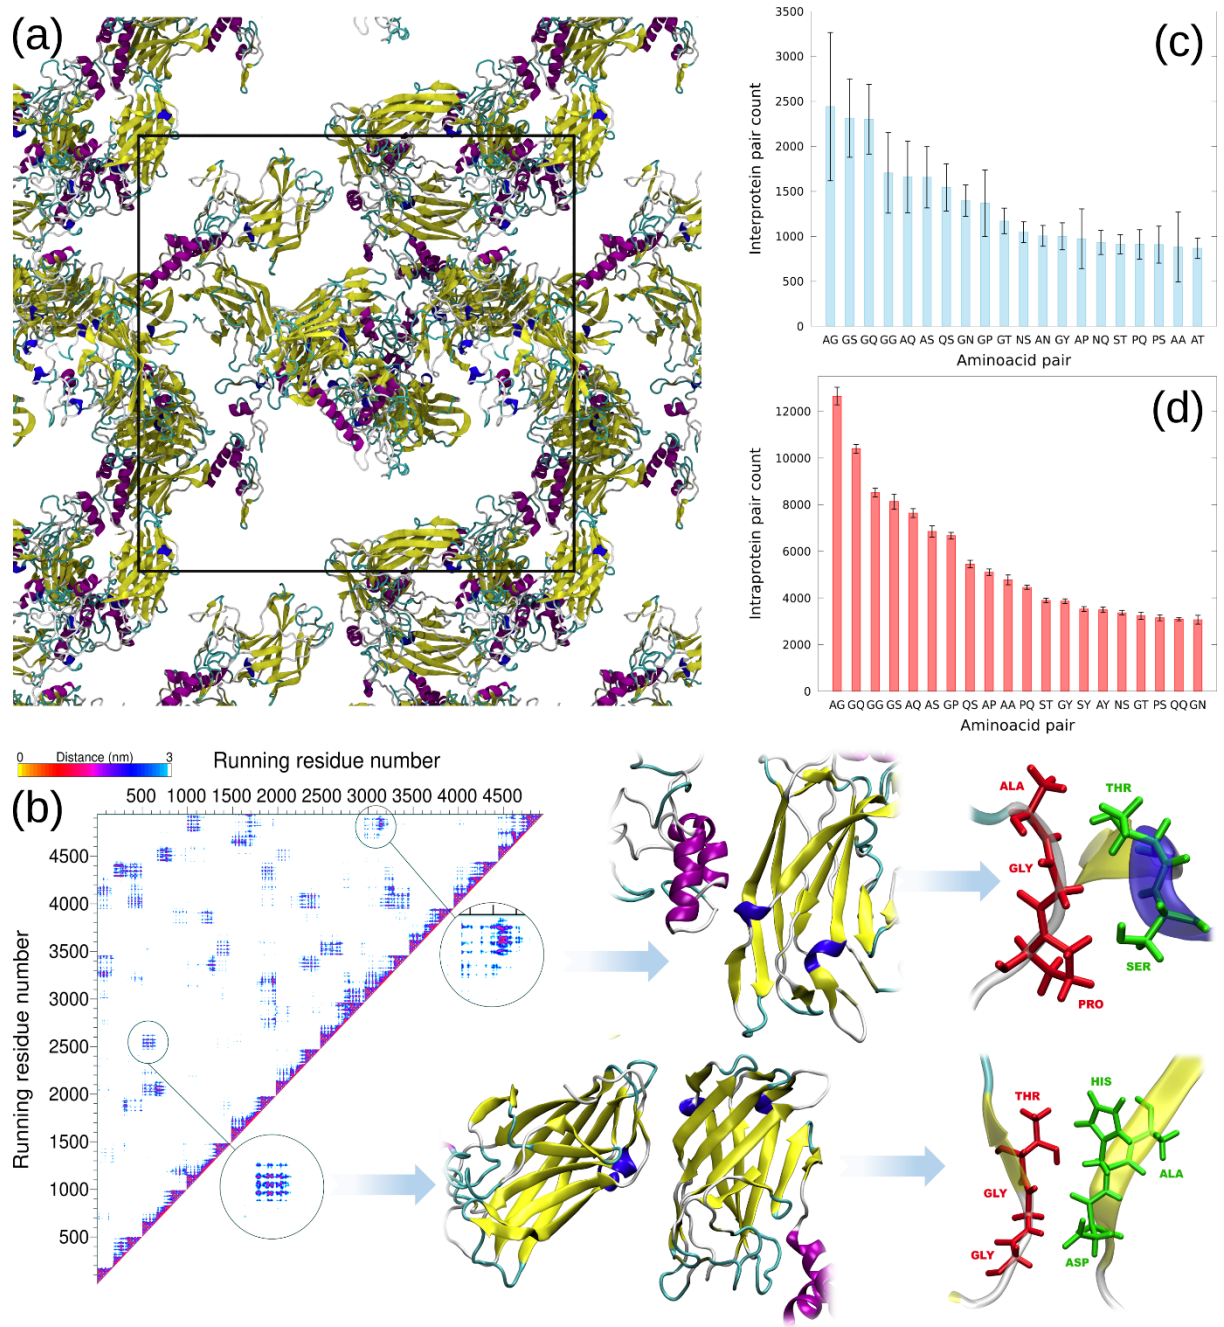 (a)
(c)
3500
3000
2500
2000
1500
1000
500
0
Interprotein pair count
AG GS GQ GG AQ AS QS GN GP GT NS AN GY AP NQ ST PQ PS AA AT
Aminoacid pair
(d)
12000
10000
8000
6000
4000
2000
0
Intraprotein pair count
AG GQ GG GS AQ AS GP QS AP AA PQ ST GY SY AY NS GT PS QQ GN
Aminoacid pair
0 Distance (nm) 3
Running residue number
(b)
500 1000 1500 2000 2500 3000 3500 4000 4500
4500
4000
3500
3000
2500
2000
1500
1000
500
Running residue number
ALA
THR
GLY
SER
PRO
HIS
THR
ALA
GLY
GLY
ASP